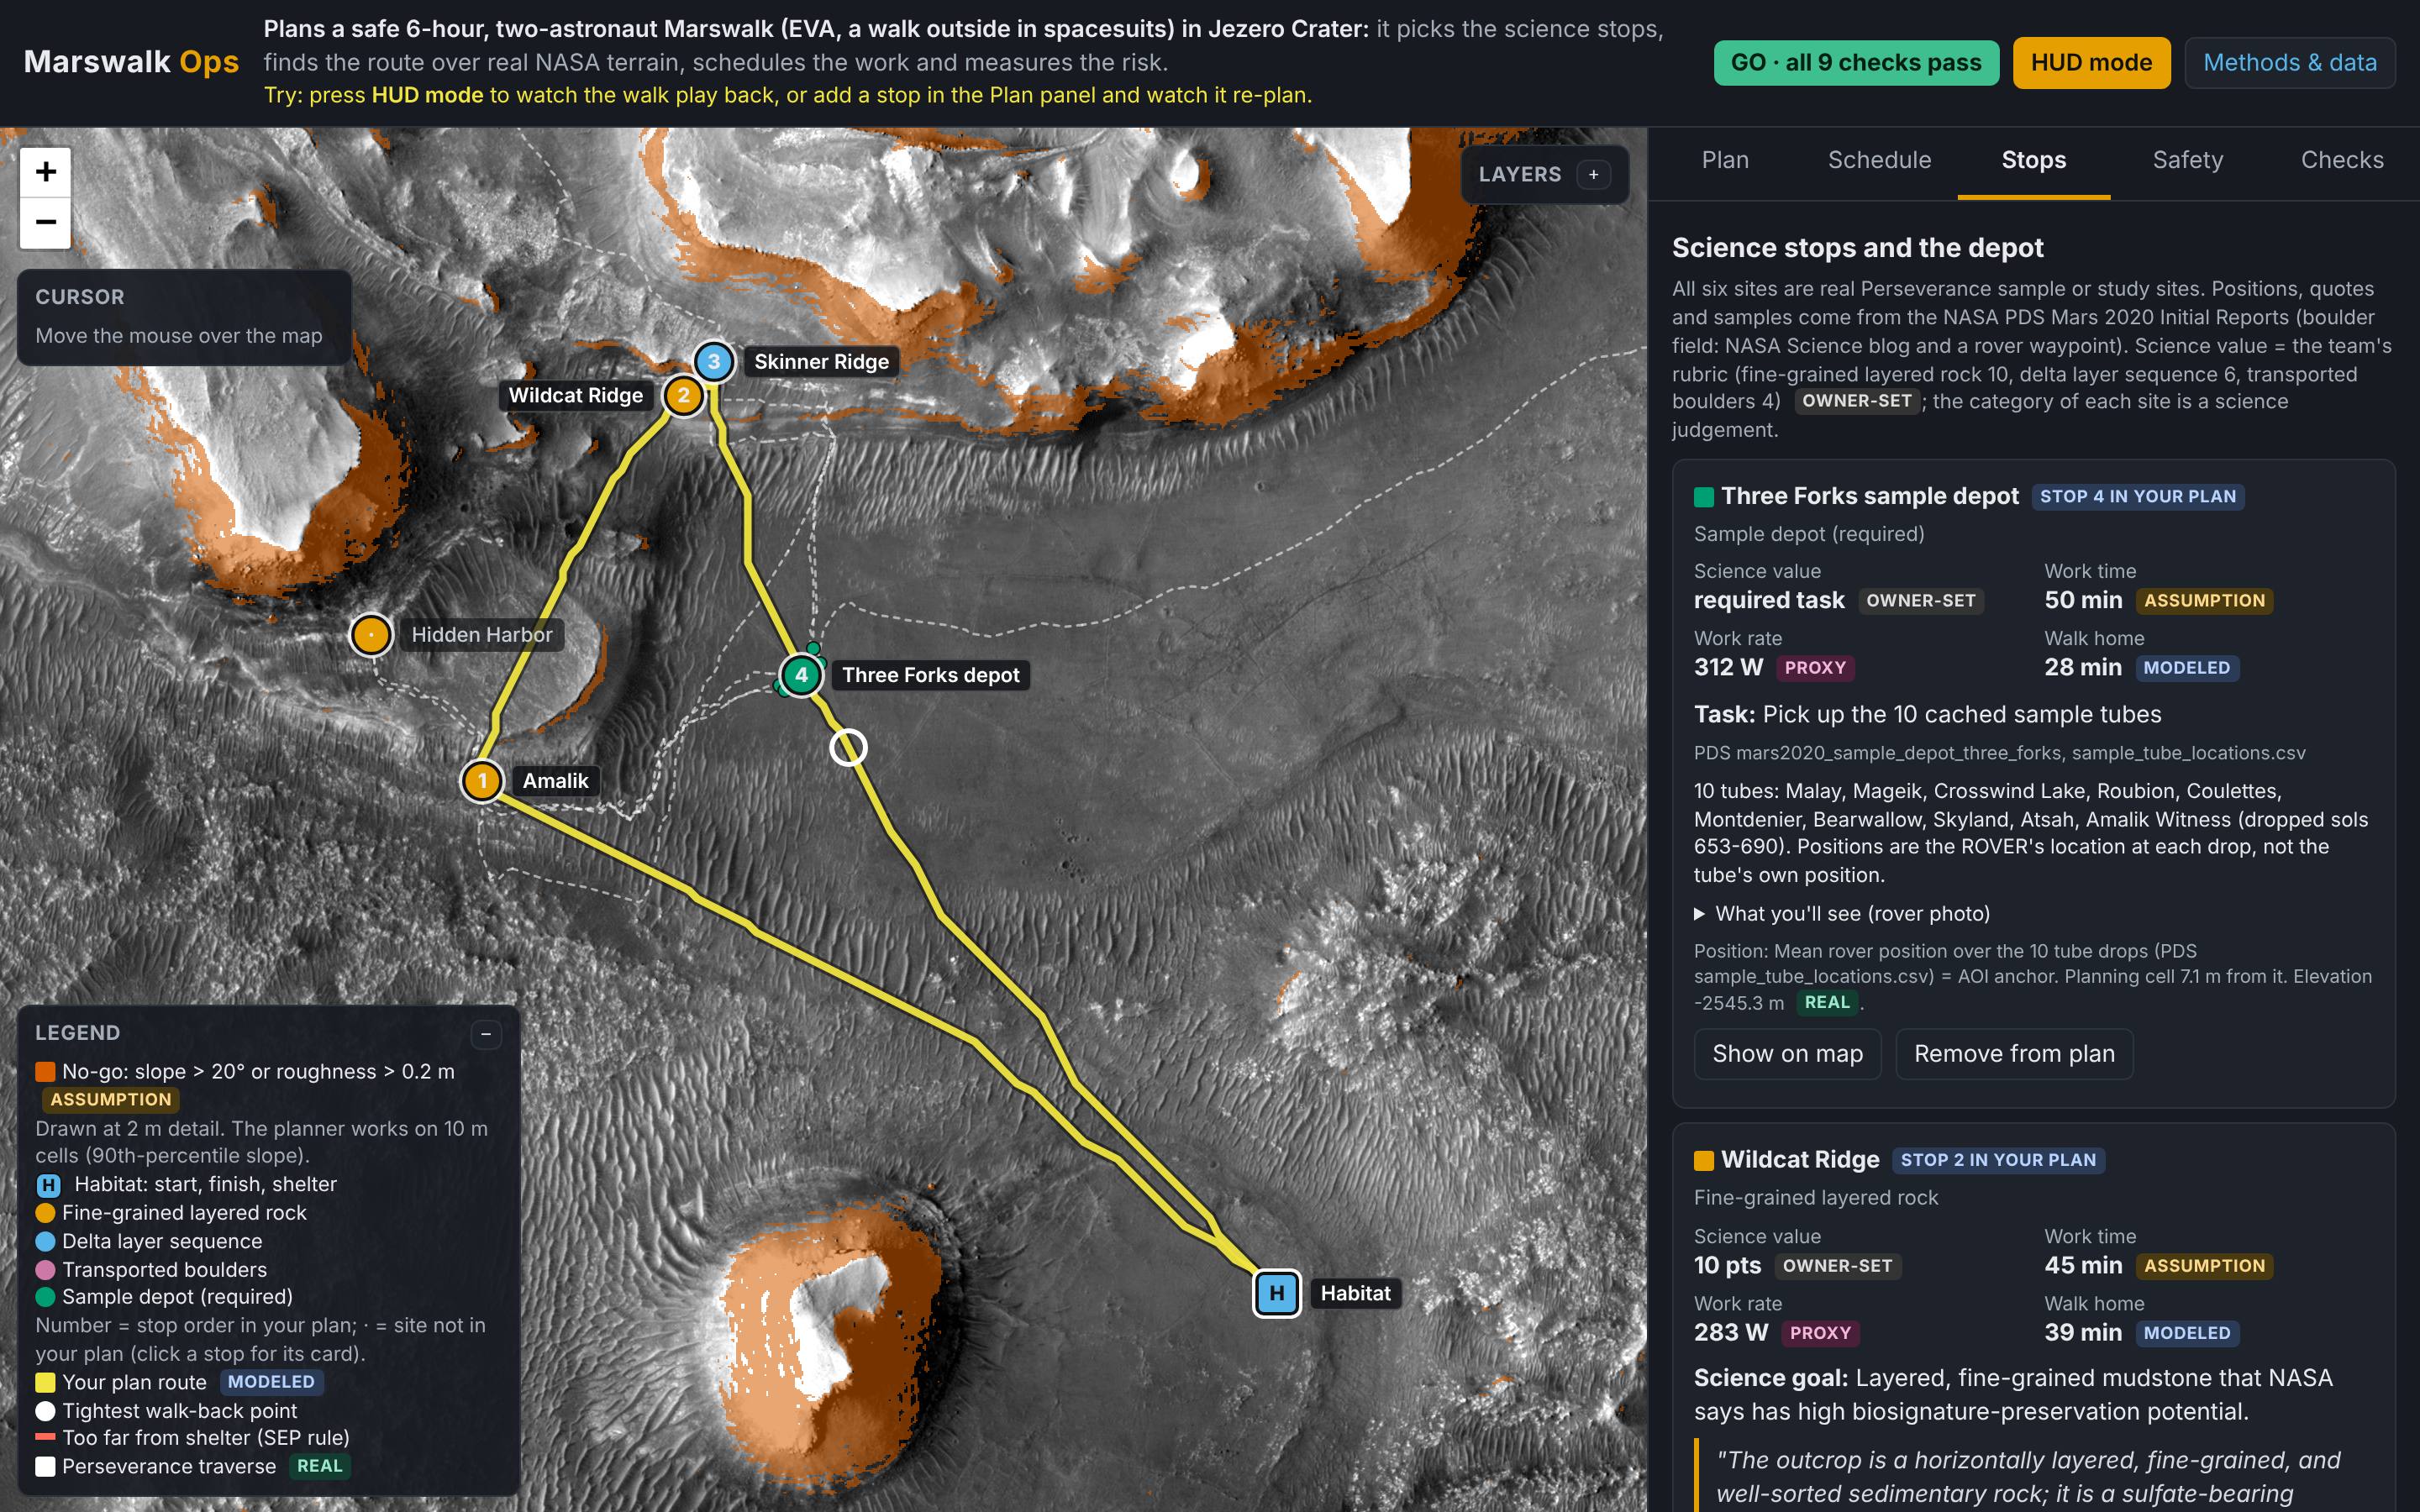 Marswalk Ops
Plans a safe 6-hour, two-astronaut Marswalk (EVA, a walk outside in spacesuits) in Jezero Crater: it picks the science stops,
finds the route over real NASA terrain, schedules the work and measures the risk.
Try: press HUD mode to watch the walk play back, or add a stop in the Plan panel and watch it re-plan.
GO · all 9 checks pass
HUD mode
Methods & data
+
−
CURSOR
Move the mouse over the map
LAYERS +
3 Skinner Ridge
Wildcat Ridge 2
· Hidden Harbor
4 Three Forks depot
1 Amalik
H Habitat
LEGEND −
No-go: slope > 20° or roughness > 0.2 m
ASSUMPTION
Drawn at 2 m detail. The planner works on 10 m
cells (90th-percentile slope).
H Habitat: start, finish, shelter
Fine-grained layered rock
Delta layer sequence
Transported boulders
Sample depot (required)
Number = stop order in your plan; · = site not in
your plan (click a stop for its card).
Your plan route MODELED
Tightest walk-back point
Too far from shelter (SEP rule)
Perseverance traverse REAL
Plan Schedule Stops Safety Checks
Science stops and the depot
All six sites are real Perseverance sample or study sites. Positions, quotes
and samples come from the NASA PDS Mars 2020 Initial Reports (boulder
field: NASA Science blog and a rover waypoint). Science value = the team's
rubric (fine-grained layered rock 10, delta layer sequence 6, transported
boulders 4) OWNER-SET; the category of each site is a science
judgement.
Three Forks sample depot STOP 4 IN YOUR PLAN
Sample depot (required)
Science value Work time
required task OWNER-SET 50 min ASSUMPTION
Work rate Walk home
312 W PROXY 28 min MODELED
Task: Pick up the 10 cached sample tubes
PDS mars2020_sample_depot_three_forks, sample_tube_locations.csv
10 tubes: Malay, Mageik, Crosswind Lake, Roubion, Coulettes,
Montdenier, Bearwallow, Skyland, Atsah, Amalik Witness (dropped sols
653-690). Positions are the ROVER's location at each drop, not the
tube's own position.
▶ What you'll see (rover photo)
Position: Mean rover position over the 10 tube drops (PDS
sample_tube_locations.csv) = AOI anchor. Planning cell 7.1 m from it. Elevation
-2545.3 m REAL.
Show on map Remove from plan
Wildcat Ridge STOP 2 IN YOUR PLAN
Fine-grained layered rock
Science value Work time
10 pts OWNER-SET 45 min ASSUMPTION
Work rate Walk home
283 W PROXY 39 min MODELED
Science goal: Layered, fine-grained mudstone that NASA
says has high biosignature-preservation potential.
"The outcrop is a horizontally layered, fine-grained, and
well-sorted sedimentary rock; it is a sulfate-bearing